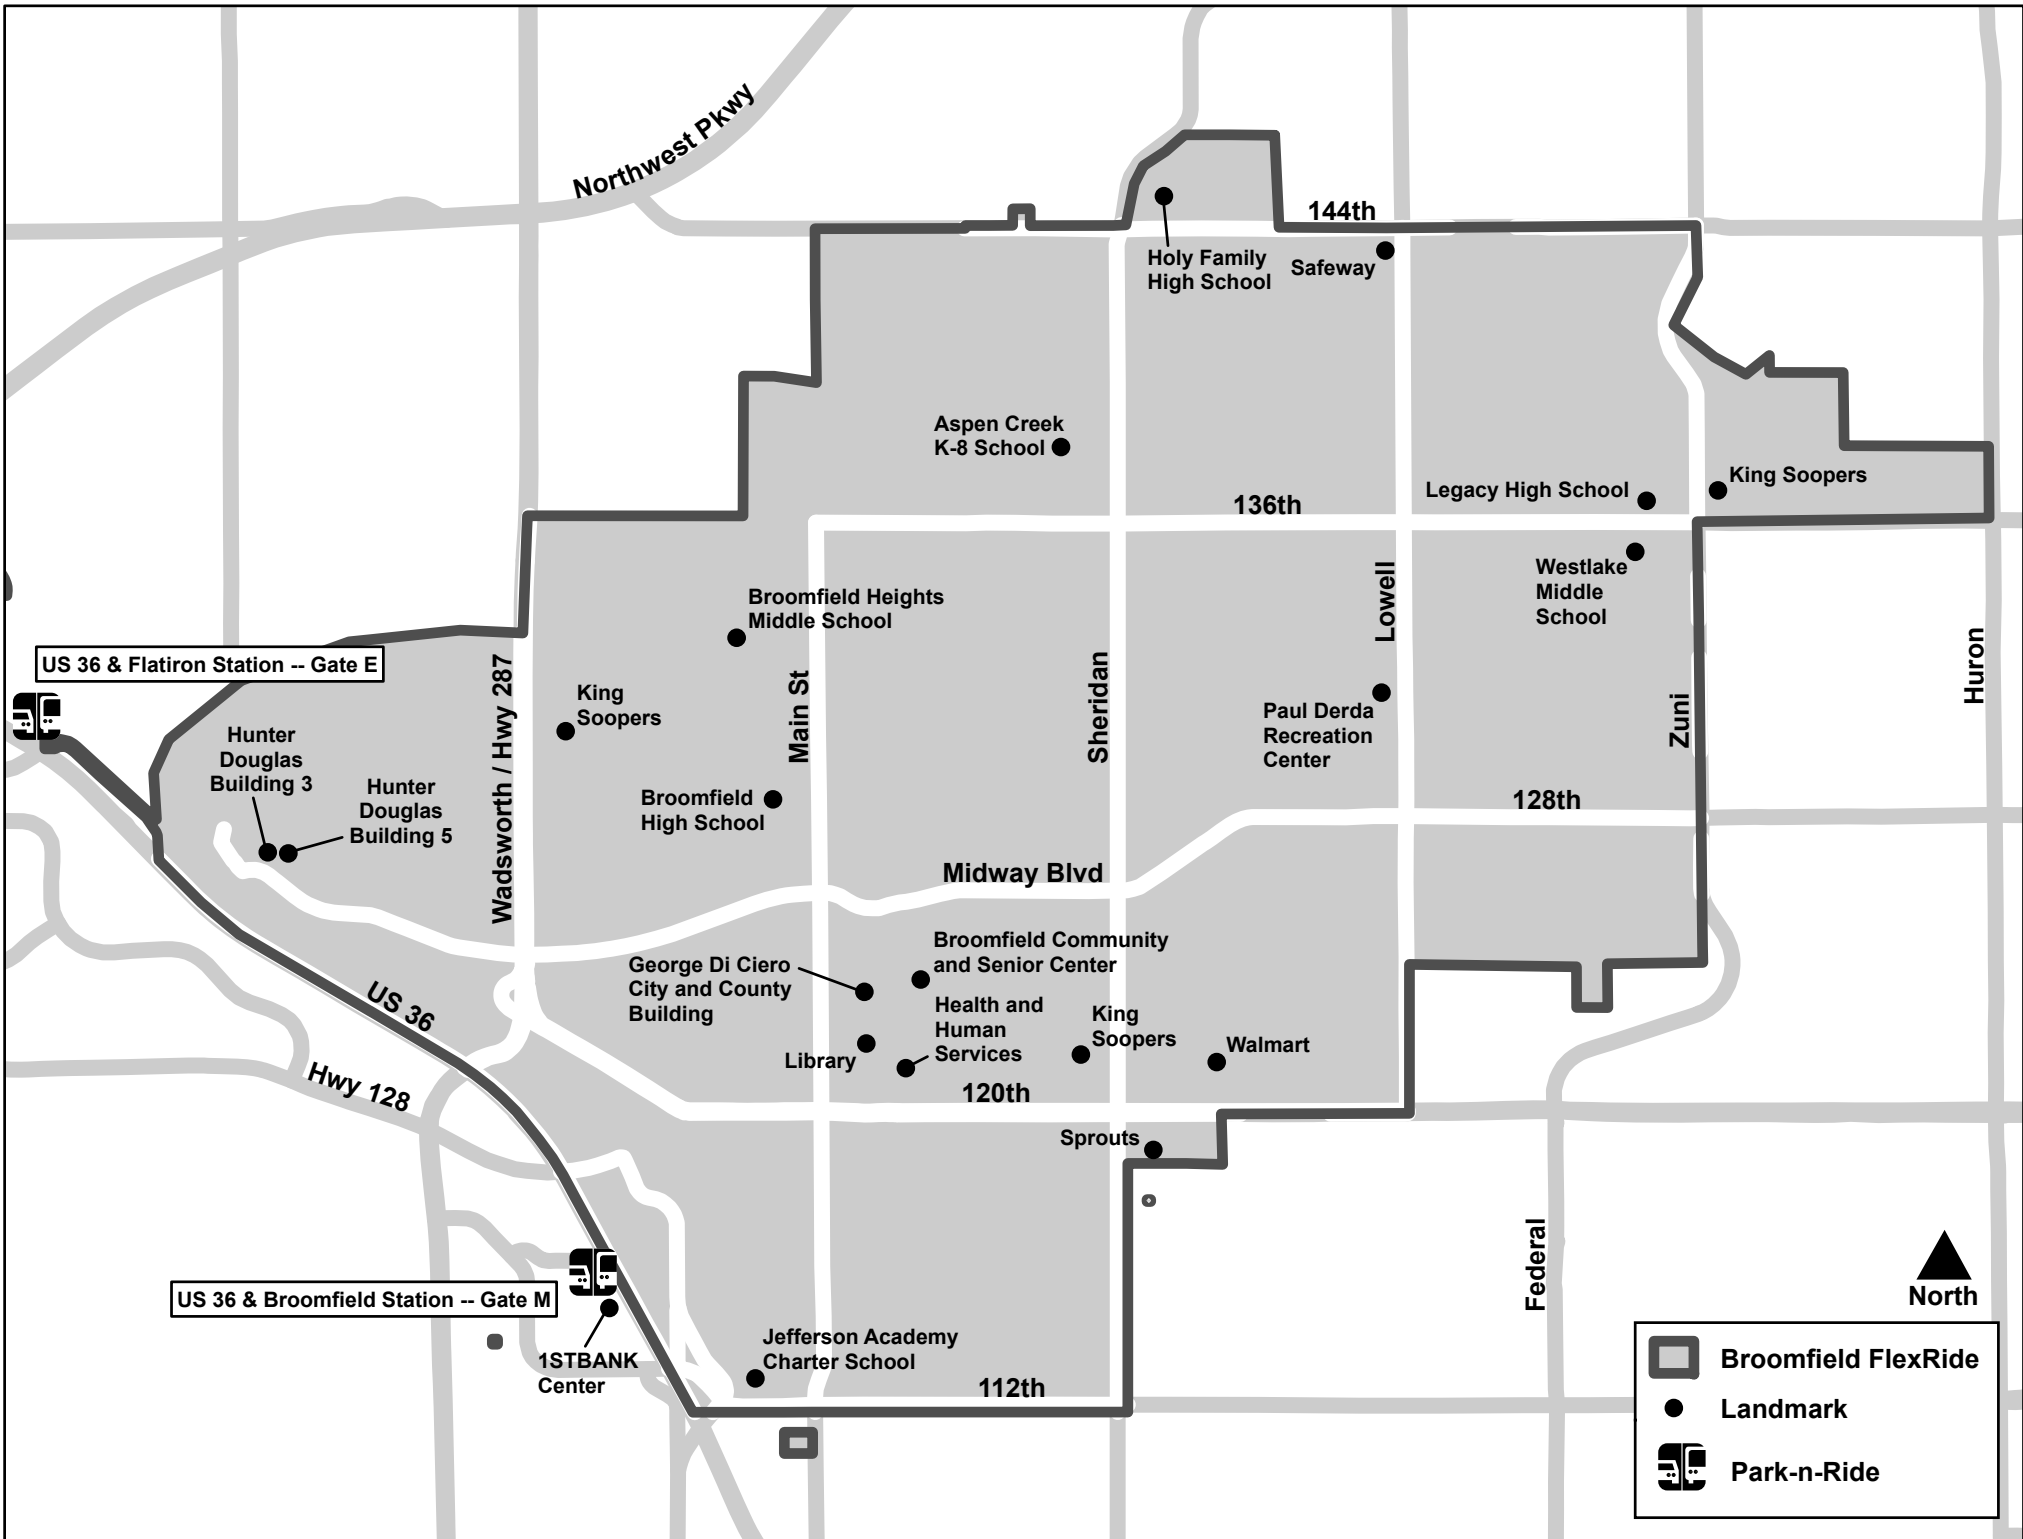 Northwest Pkwy
144th
Holy Family
High School
Safeway
Aspen Creek
K-8 School
136th
Legacy High School
King Soopers
Westlake
Middle
School
Lowell
Broomfield Heights
Middle School
US 36 & Flatiron Station -- Gate E
Wadsworth / Hwy 287
King
Soopers
Main St
Sheridan
Paul Derda
Recreation
Center
Zuni
Huron
Hunter
Douglas
Building 3
Hunter
Douglas
Building 5
Broomfield
High School
128th
Midway Blvd
George Di Ciero
City and County
Building
Broomfield Community
and Senior Center
Health and
Human
Services
King
Soopers
Library
Walmart
120th
US 36
Hwy 128
Sprouts
Federal
US 36 & Broomfield Station -- Gate M
1STBANK
Center
Jefferson Academy
Charter School
112th
North
Broomfield FlexRide
Landmark
Park-n-Ride